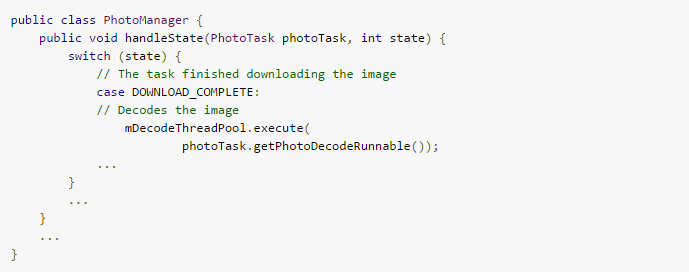 public class PhotoManager {
    public void handleState(PhotoTask photoTask, int state) {
        switch (state) {
            // The task finished downloading the image
            case DOWNLOAD_COMPLETE:
            // Decodes the image
                mDecodeThreadPool.execute(
                        photoTask.getPhotoDecodeRunnable());
            ...
        }
        ...
    }
    ...
}